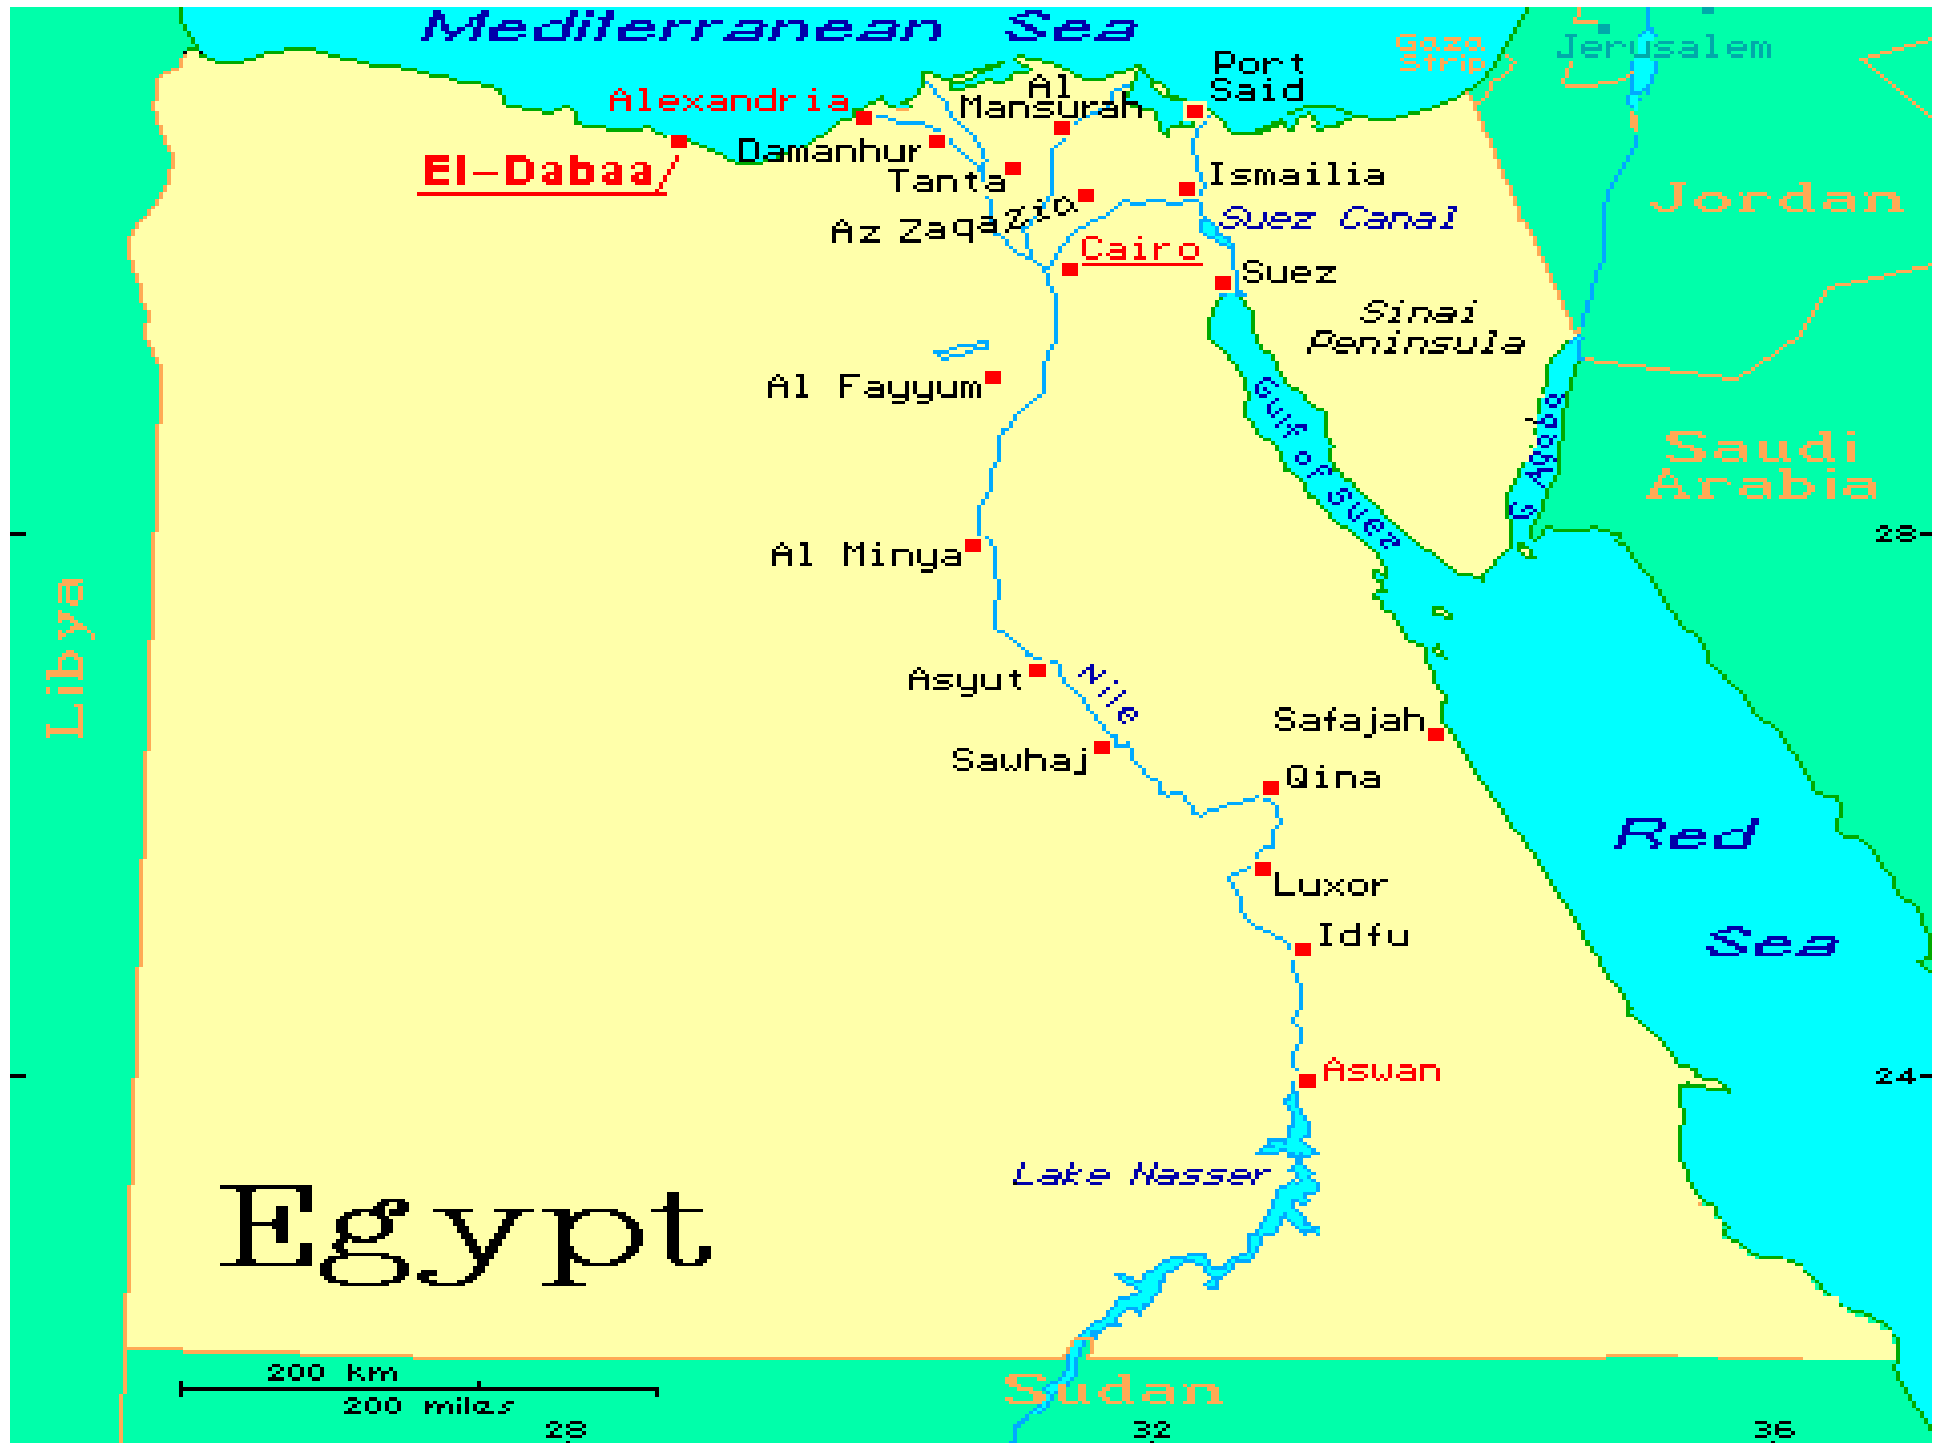 Mediterranean Sea
Gaza
Strip
Jerusalem
Port
Said
Al
Mansurah
Alexandria
Damanhur
El-Dabaa
Tanta
Ismailia
Jordan
Az Zaqaziq
Suez Canal
Cairo
Suez
Sinai
Peninsula
Al Fayyum
Gulf of Suez
G Aqaba
Saudi
Arabia
28
Al Minya
Libya
Asyut
Nile
Safajah
Sawhaj
Qina
Red
Sea
Luxor
Idfu
Aswan
24
Lake Nasser
Egypt
200 km
200 miles
Sudan
28
32
36